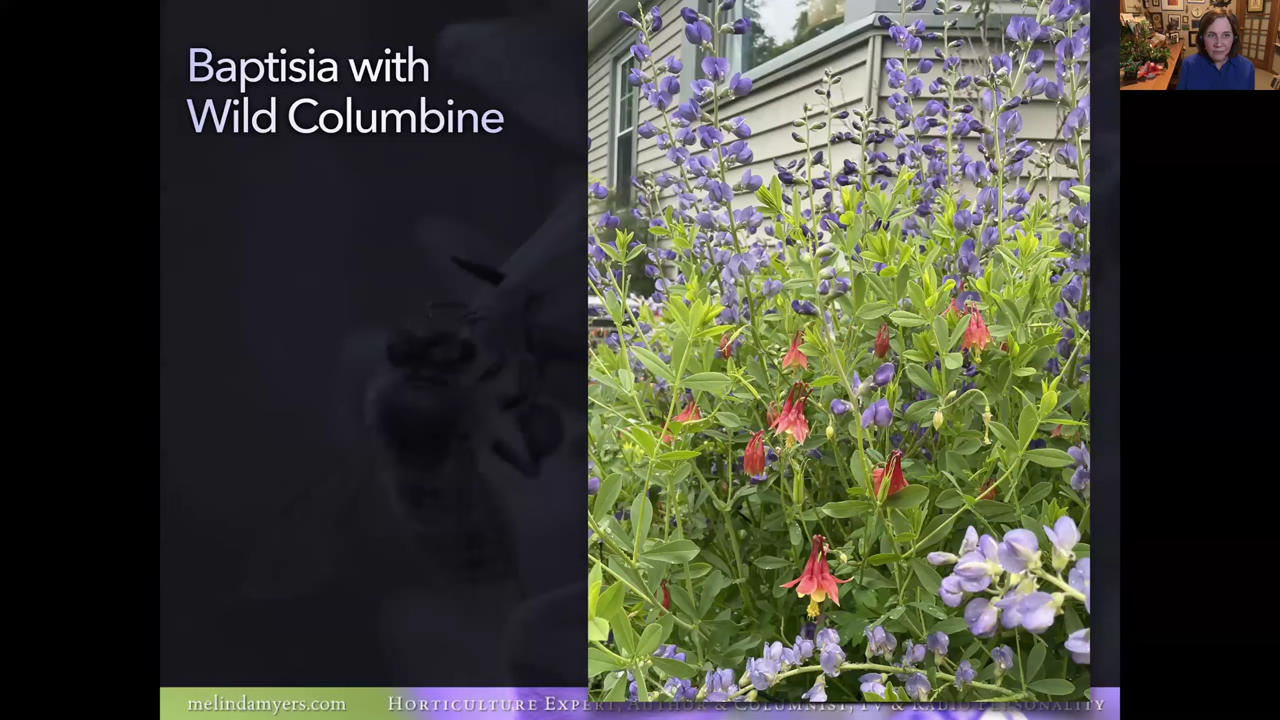 Baptisia with
Wild Columbine
melindamyers.com
Horticulture Expert, Author & Columnist, TV & Radio Personality